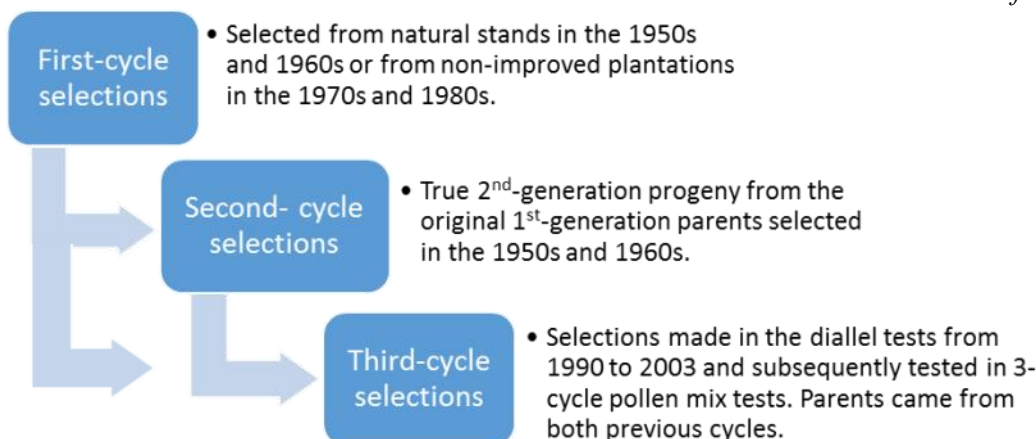 First-cycle
selections
• Selected from natural stands in the 1950s
and 1960s or from non-improved plantations
in the 1970s and 1980s.
Second- cycle
selections
• True 2nd-generation progeny from the
original 1st-generation parents selected
in the 1950s and 1960s.
Third-cycle
selections
• Selections made in the diallel tests from
1990 to 2003 and subsequently tested in 3-
cycle pollen mix tests. Parents came from
both previous cycles.